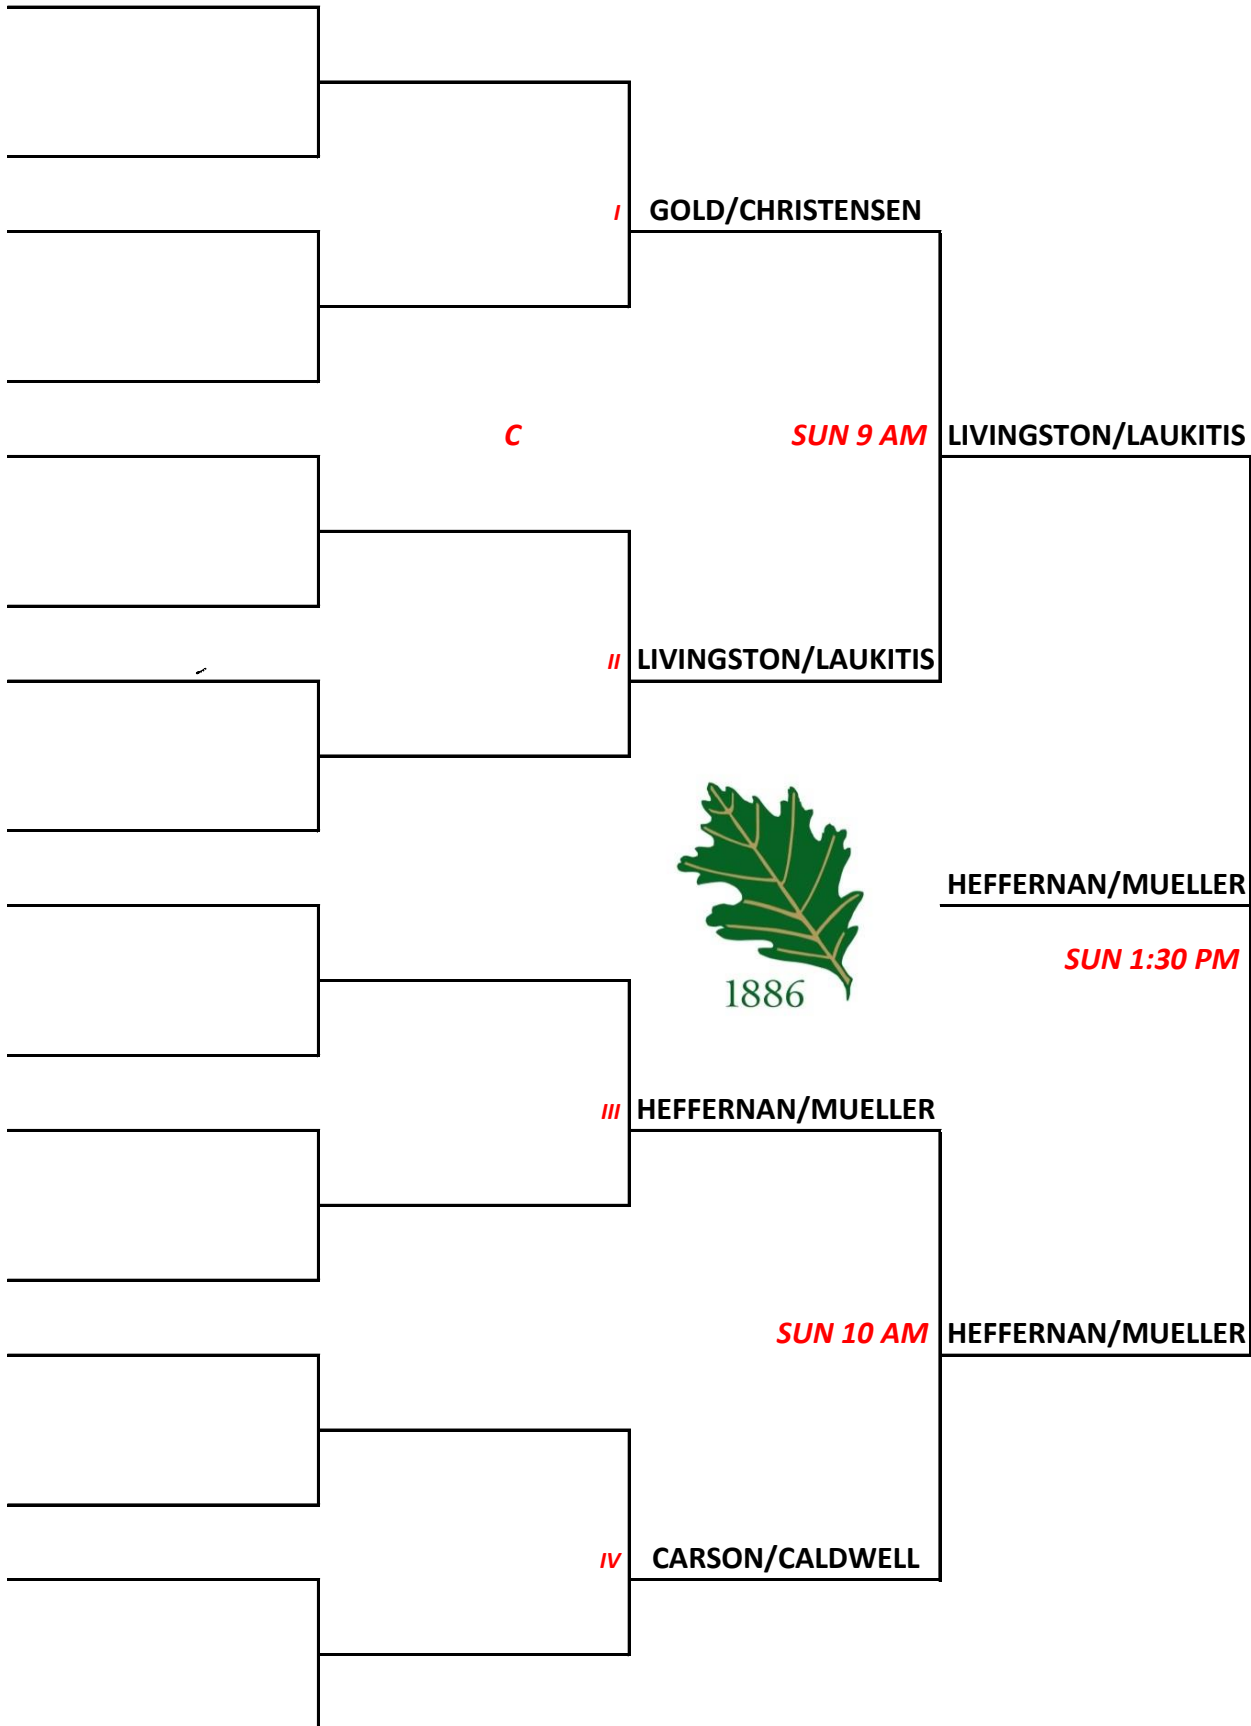 I GOLD/CHRISTENSEN
C SUN 9 AM LIVINGSTON/LAUKITIS
II LIVINGSTON/LAUKITIS
HEFFERNAN/MUELLER
SUN 1:30 PM
1886
III HEFFERNAN/MUELLER
SUN 10 AM HEFFERNAN/MUELLER
IV CARSON/CALDWELL